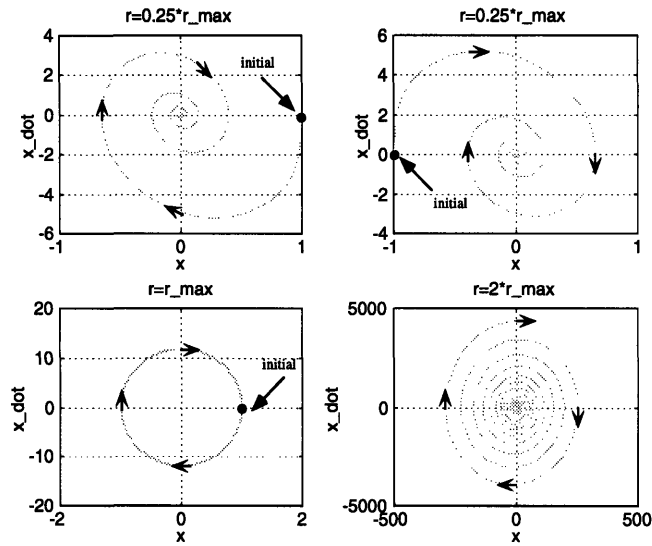 r=0.25*r_max
4
2
0
-2
-4
-6
x_dot
initial
-1
0
1
x
r=0.25*r_max
6
4
2
0
-2
-4
x_dot
initial
-1
0
1
x
r=r_max
20
10
0
-10
-20
x_dot
initial
-2
0
2
x
r=2*r_max
5000
0
-5000
x_dot
-500
0
500
x